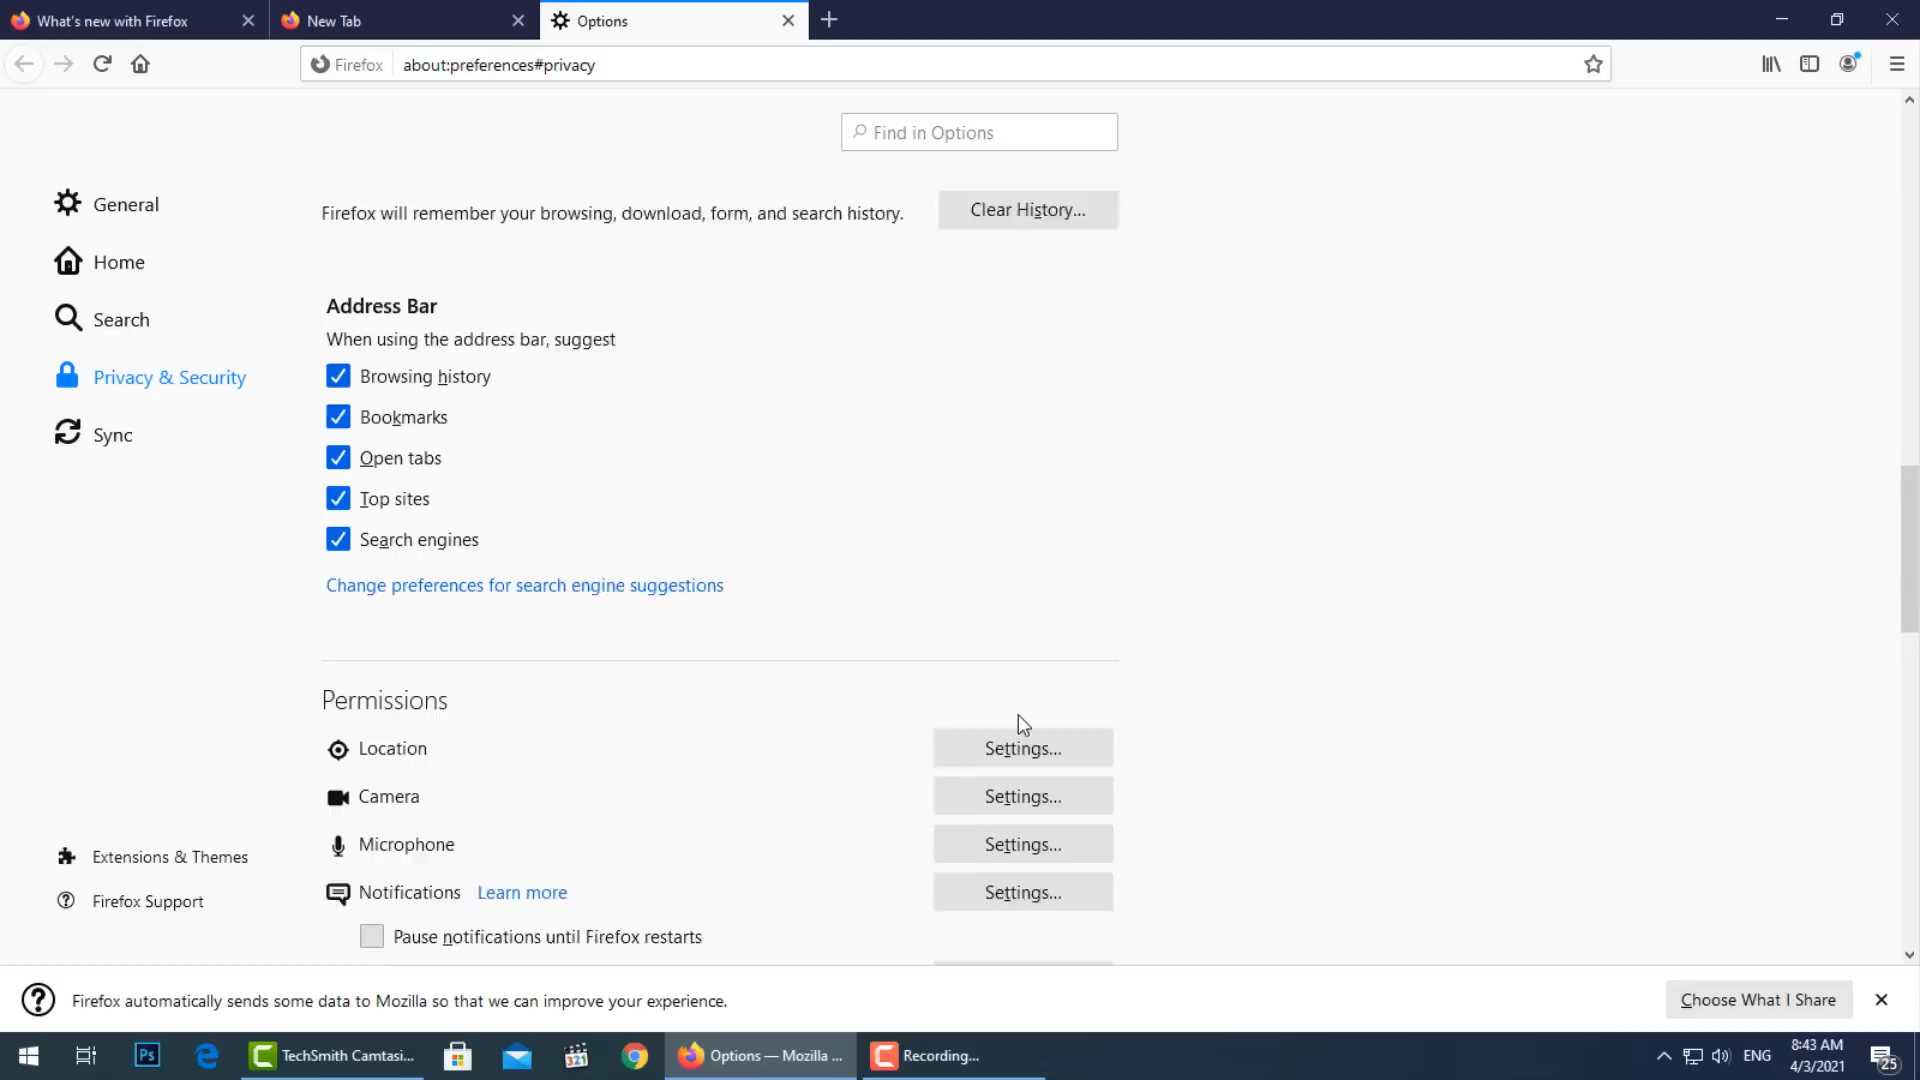 What's new with Firefox
New Tab
Options
Firefox
about:preferences#privacy
Find in Options
General
Home
Search
Privacy & Security
Sync
Extensions & Themes
Firefox Support
Firefox will remember your browsing, download, form, and search history.
Clear History...
Address Bar
When using the address bar, suggest
Browsing history
Bookmarks
Open tabs
Top sites
Search engines
Change preferences for search engine suggestions
Permissions
Location
Settings...
Camera
Settings...
Microphone
Settings...
Notifications Learn more
Settings...
Pause notifications until Firefox restarts
Firefox automatically sends some data to Mozilla so that we can improve your experience.
Choose What I Share
Ps
TechSmith Camtasi...
321
Options — Mozilla ...
Recording...
ENG
8:43 AM
4/3/2021
25